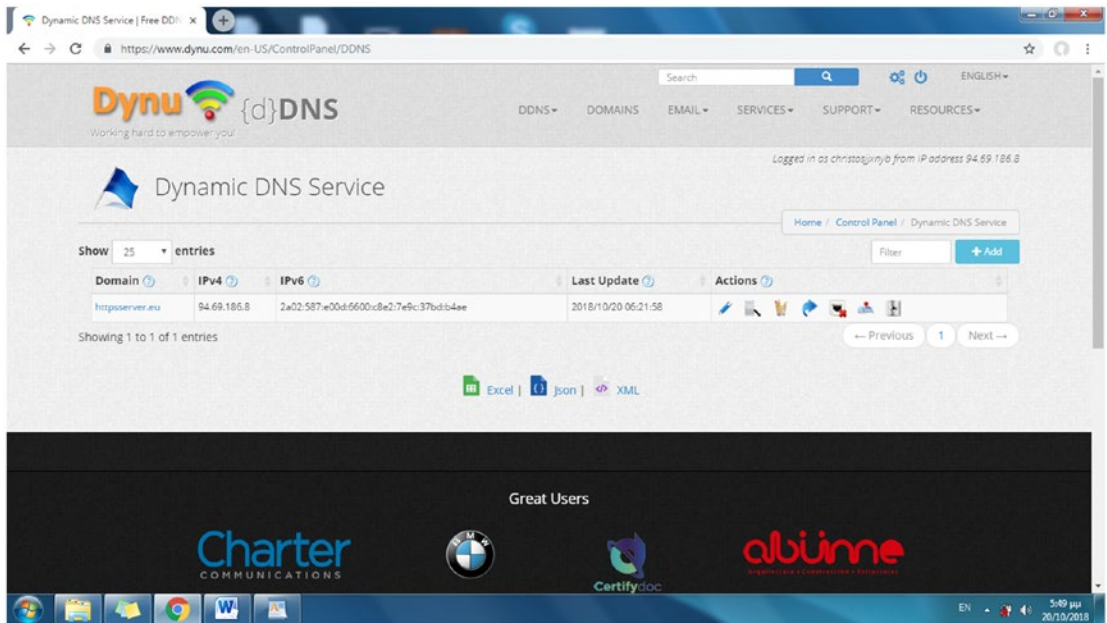 Dynamic DNS Service | Free DDN
https://www.dynu.com/en-US/ControlPanel/DDNS
Search
ENGLISH
Dynu {d}DNS
Working hard to empower you!
DDNS DOMAINS EMAIL SERVICES SUPPORT RESOURCES
Logged in as from IP address 94.69.186.8
Dynamic DNS Service
Home / Control Panel / Dynamic DNS Service
Show 25 entries
Filter
+ Add
Domain IPv4 IPv6 Last Update Actions
httpsserver.eu 94.69.186.8 2a02:587:e00d:6600:c8e2:7e9c:37bd:b4ae 2018/10/20 06:21:58
Showing 1 to 1 of 1 entries
← Previous 1 Next →
Excel | Json | XML
Great Users
Charter
COMMUNICATIONS
BMW
Certifydoc
abüme
EN
5:49 μμ
20/10/2018